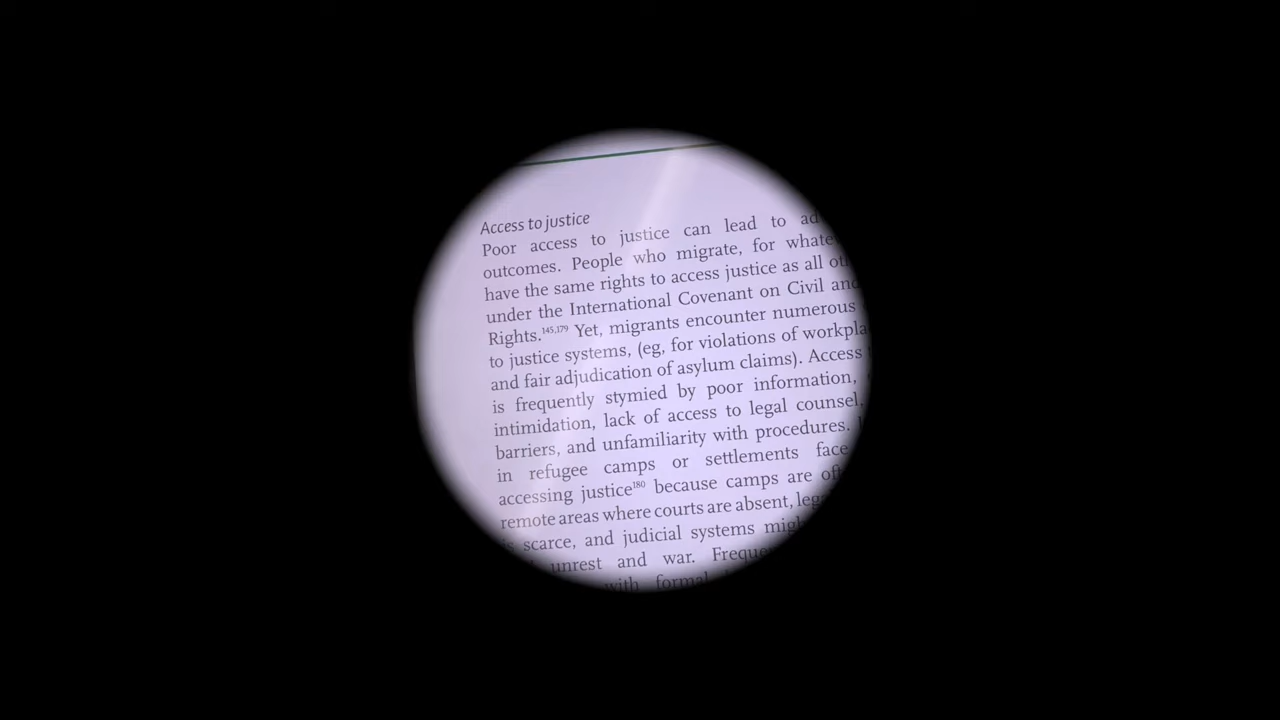 Access to justice
Poor access to justice can lead to
outcomes. People who migrate, for
have the same rights to access justice as all
under the International Covenant on Civil and
Rights.145,179 Yet, migrants encounter numerous
to justice systems, (eg, for violations of
and fair adjudication of asylum claims). Access
is frequently stymied by poor information,
intimidation, lack of access to legal counsel,
barriers, and unfamiliarity with procedures.
in refugee camps or settlements face
accessing justice180 because camps are
remote areas where courts are absent,
scarce, and judicial systems
unrest and war.
with formal